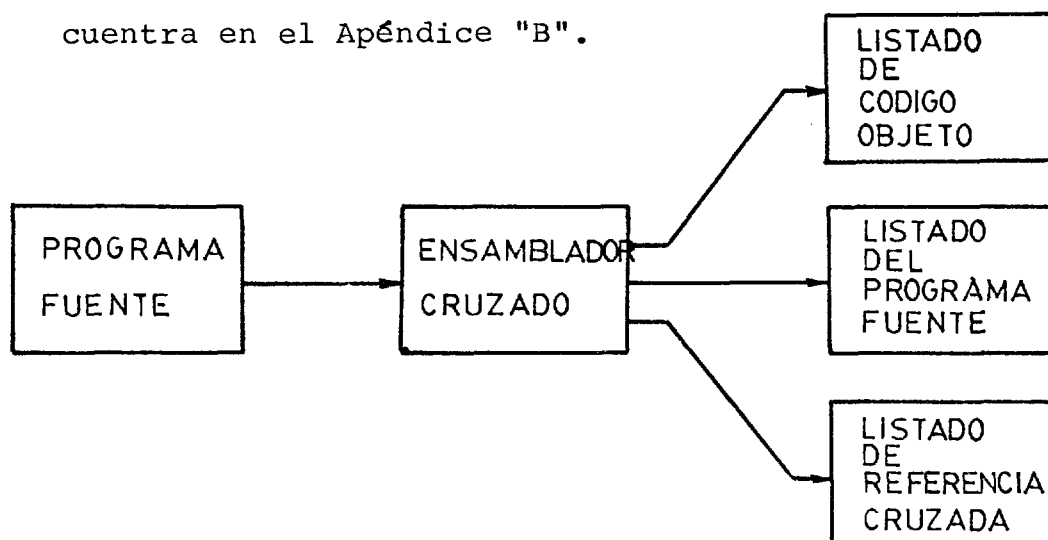 cuentra en el Apéndice "B".
LISTADO
DE
CODIGO
OBJETO
PROGRAMA
FUENTE
ENSAMBLADOR
CRUZADO
LISTADO
DEL
PROGRAMA
FUENTE
LISTADO
DE
REFERENCIA
CRUZADA